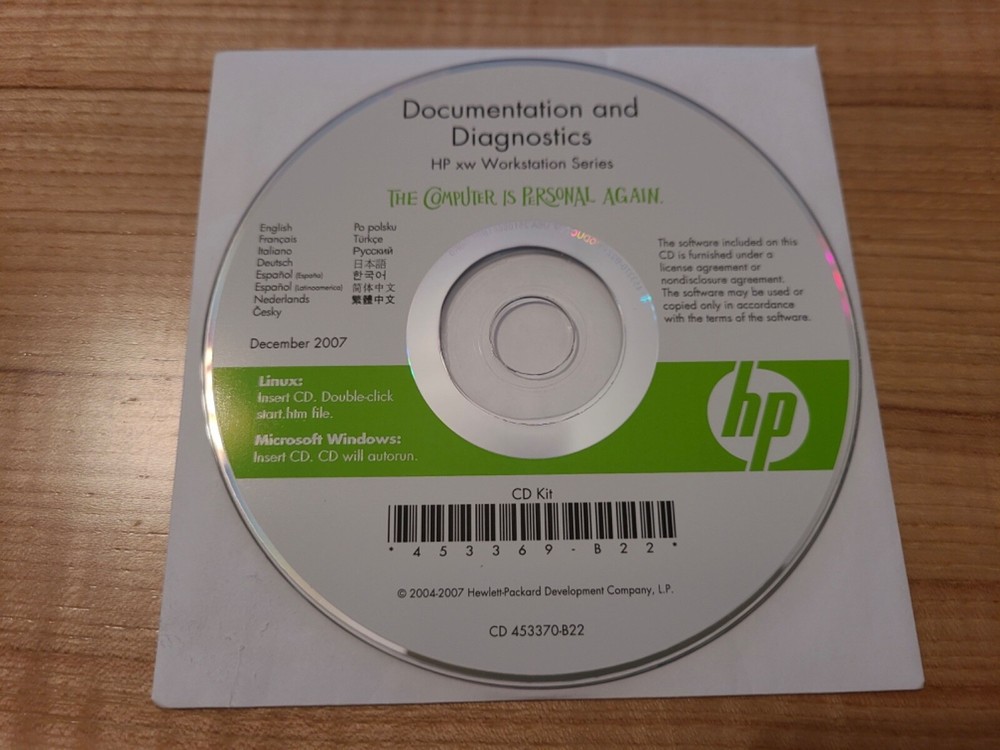 Documentation and
Diagnostics
HP xw Workstation Series
THE COMPUTER IS PERSONAL AGAIN.
English
Français
Italiano
Deutsch
Español (España)
Español (Latinoamerica)
Nederlands
Česky
Po polsku
Türkçe
Русский
日本語
한국어
简体中文
繁體中文
The software included on this
CD is furnished under a
license agreement or
nondisclosure agreement.
The software may be used or
copied only in accordance
with the terms of the software.
December 2007
Linux:
Insert CD. Double-click
start.htm file.
Microsoft Windows:
Insert CD. CD will autorun.
hp
CD Kit
*453369-B22*
© 2004-2007 Hewlett-Packard Development Company, L.P.
CD 453370-B22